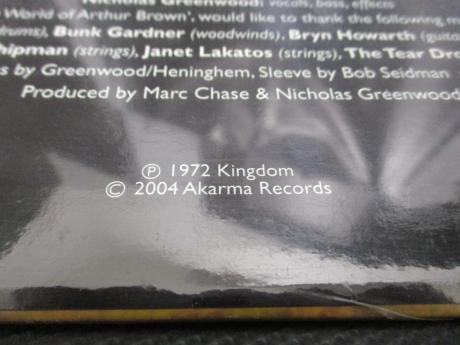 Nicholas Greenwood: vocals, bass, effects
World of Arthur Brown', would like to thank the following, m
drums), Bunk Gardner (woodwinds), Bryn Howarth (guita
hipman (strings), Janet Lakatos (strings), The Tear Dro
s by Greenwood/Heninghem, Sleeve by Bob Seidman
Produced by Marc Chase & Nicholas Greenwood
℗ 1972 Kingdom
© 2004 Akarma Records